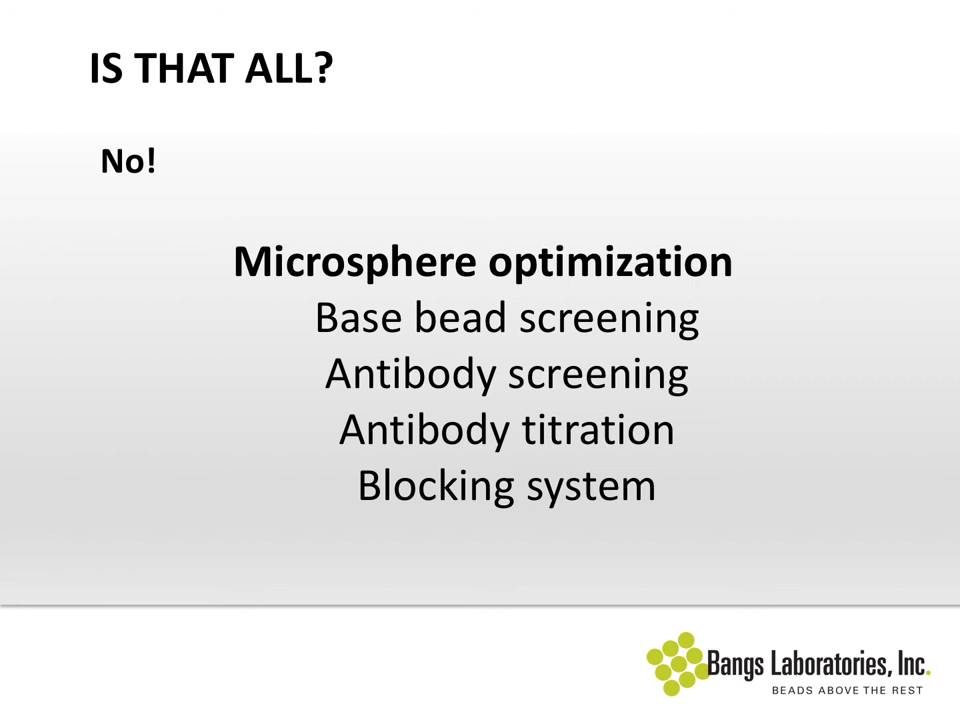 IS THAT ALL?
No!
Microsphere optimization
Base bead screening
Antibody screening
Antibody titration
Blocking system
Bangs Laboratories, Inc.
BEADS ABOVE THE REST